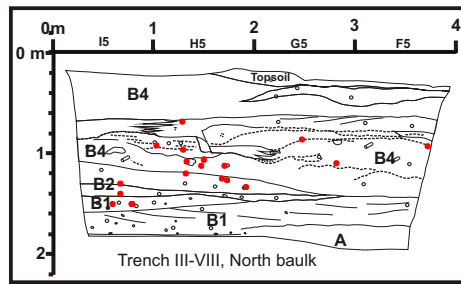 0m 1 2 3 4
I5 H5 G5 F5
0 m
Topsoil
B4
B4 B4
1
B2
B1
B1
A
2
Trench III-VIII, North baulk